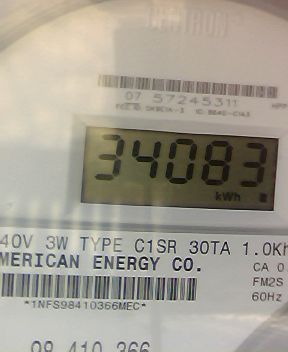 07 57245311
34083
kWh
40V 3W TYPE C1SR 30TA 1.0Kh
MERICAN ENERGY CO.
CA 0
FM2S
*1NFS98410366MEC*
60Hz
98 410 366